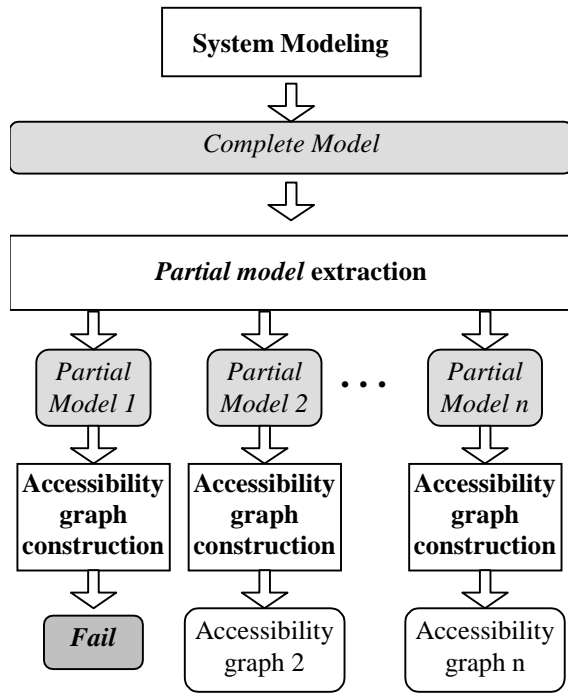 System Modeling
Complete Model
Partial model extraction
Partial
Model 1
Partial
Model 2
. . .
Partial
Model n
Accessibility
graph
construction
Accessibility
graph
construction
Accessibility
graph
construction
Fail
Accessibility
graph 2
Accessibility
graph n